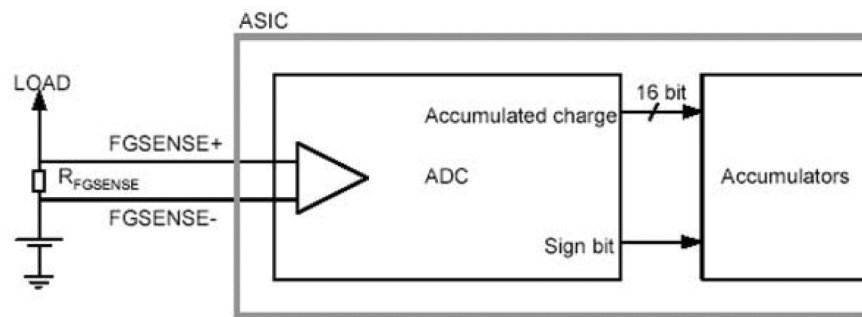 ASIC
LOAD
16 bit
Accumulated charge
FGSENSE+
RFGSENSE
ADC
Accumulators
FGSENSE-
Sign bit